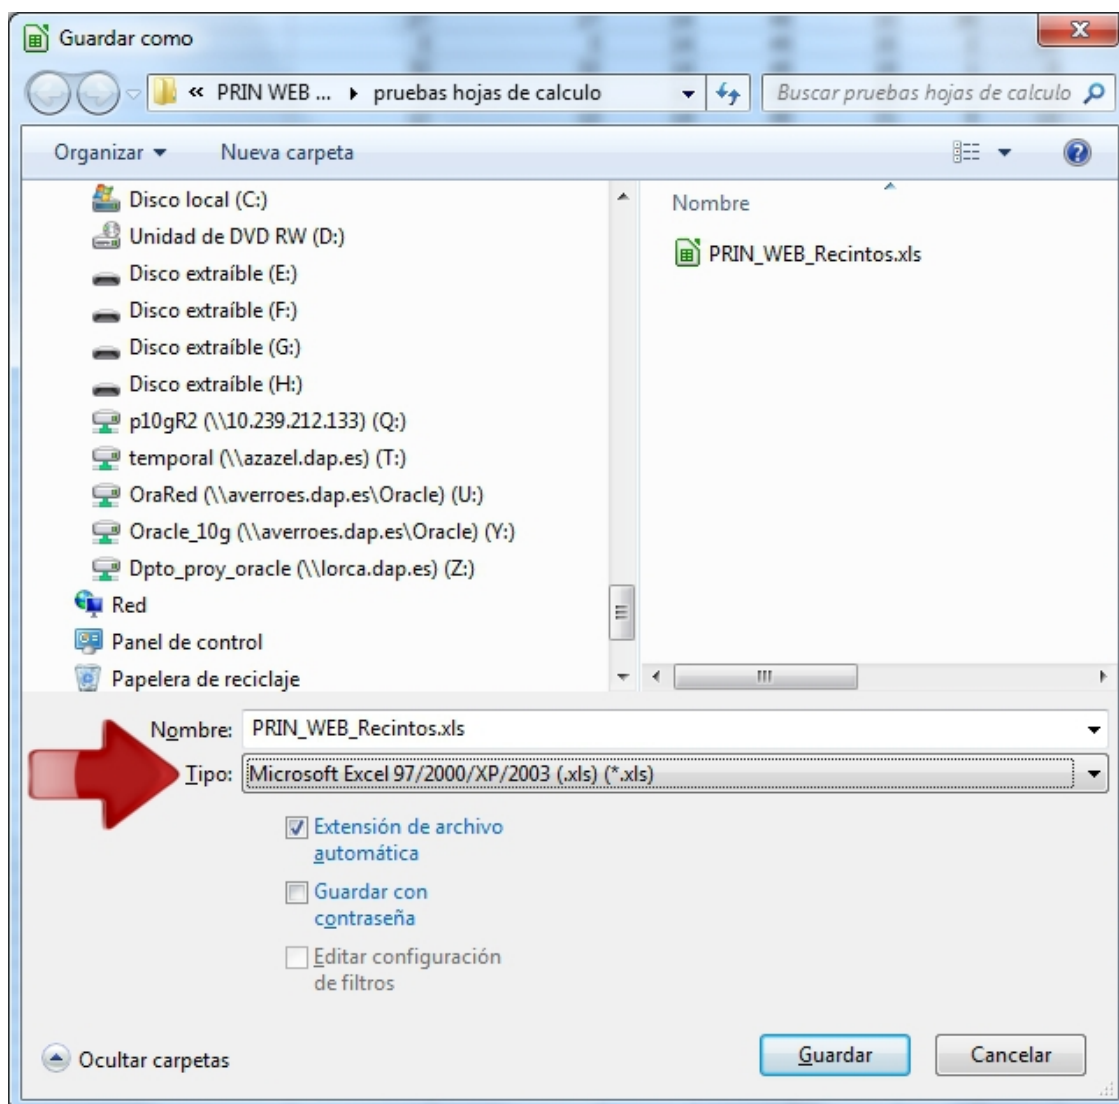 Guardar como
« PRIN WEB ... ▸ pruebas hojas de calculo
Buscar pruebas hojas de calculo
Organizar ▾ Nueva carpeta
Disco local (C:)
Unidad de DVD RW (D:)
Disco extraíble (E:)
Disco extraíble (F:)
Disco extraíble (G:)
Disco extraíble (H:)
p10gR2 (\\10.239.212.133) (Q:)
temporal (\\azazel.dap.es) (T:)
OraRed (\\averroes.dap.es\Oracle) (U:)
Oracle_10g (\\averroes.dap.es\Oracle) (Y:)
Dpto_proy_oracle (\\lorca.dap.es) (Z:)
Red
Panel de control
Papelera de reciclaje
Nombre
PRIN_WEB_Recintos.xls
Nombre: PRIN_WEB_Recintos.xls
Tipo: Microsoft Excel 97/2000/XP/2003 (.xls) (*.xls)
Extensión de archivo
automática
Guardar con
contraseña
Editar configuración
de filtros
Ocultar carpetas
Guardar
Cancelar